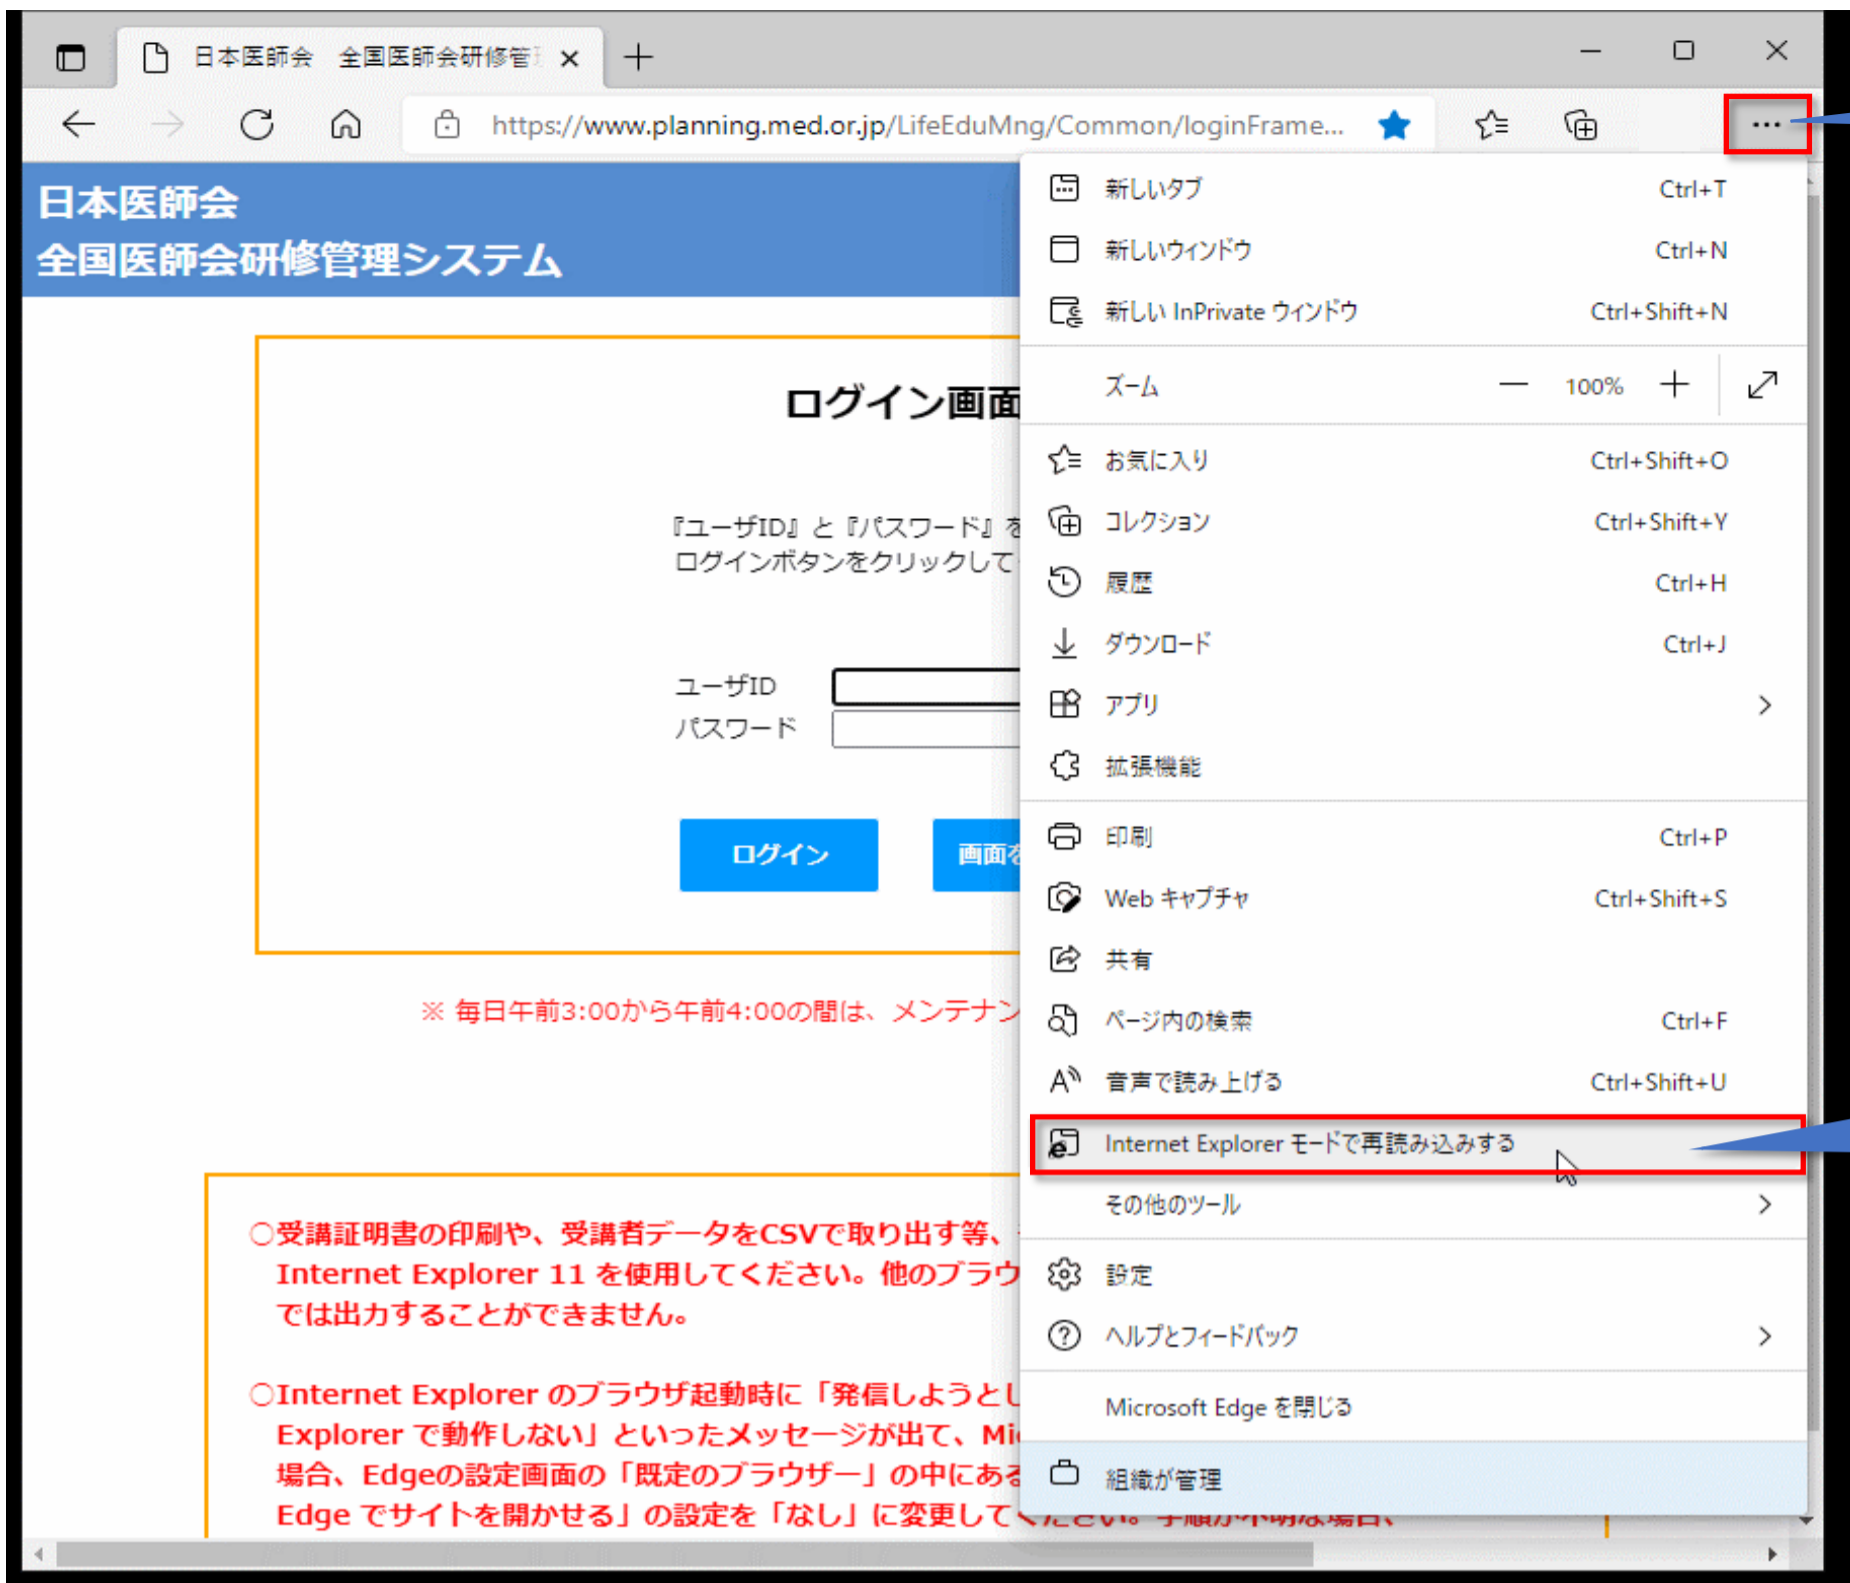 日本医師会　全国医師会研修管
https://www.planning.med.or.jp/LifeEduMng/Common/loginFrame...
日本医師会
全国医師会研修管理システム
ログイン画面
『ユーザID』と『パスワード』を
ログインボタンをクリックして
ユーザID
パスワード
ログイン
画面を
※ 毎日午前3:00から午前4:00の間は、メンテナン
○受講証明書の印刷や、受講者データをCSVで取り出す等、
Internet Explorer 11 を使用してください。他のブラウ
では出力することができません。
○Internet Explorer のブラウザ起動時に「発信しようとし
Explorer で動作しない」といったメッセージが出て、Mi
場合、Edgeの設定画面の「既定のブラウザー」の中にある
Edge でサイトを開かせる」の設定を「なし」に変更してください。手順が不明な場合、
新しいタブ Ctrl+T
新しいウィンドウ Ctrl+N
新しい InPrivate ウィンドウ Ctrl+Shift+N
ズーム 100%
お気に入り Ctrl+Shift+O
コレクション Ctrl+Shift+Y
履歴 Ctrl+H
ダウンロード Ctrl+J
アプリ
拡張機能
印刷 Ctrl+P
Web キャプチャ Ctrl+Shift+S
共有
ページ内の検索 Ctrl+F
音声で読み上げる Ctrl+Shift+U
Internet Explorer モードで再読み込みする
その他のツール
設定
ヘルプとフィードバック
Microsoft Edge を閉じる
組織が管理